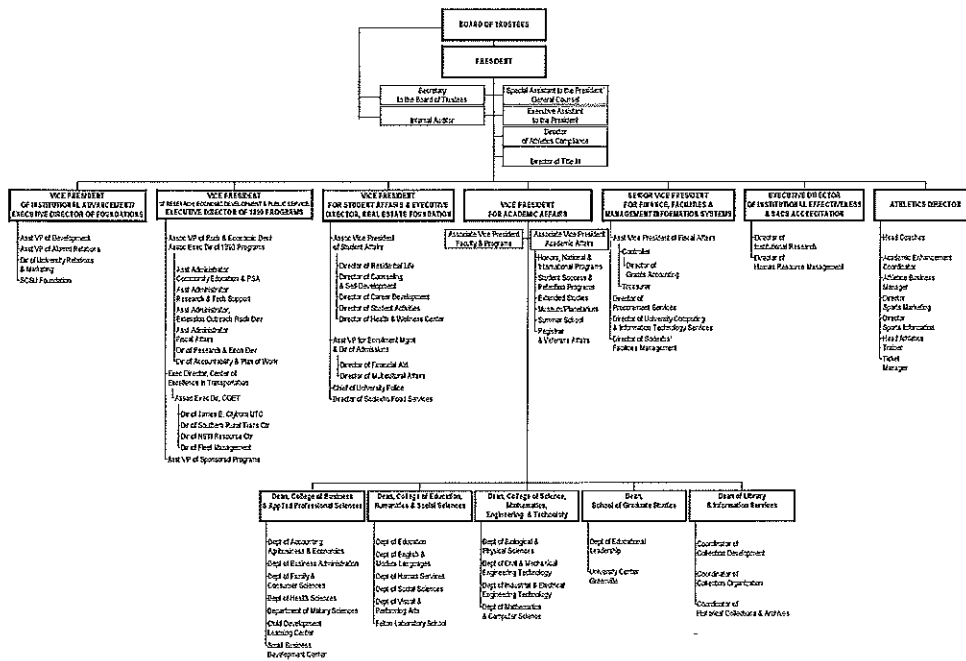 BOARD OF TRUSTEES
PRESIDENT
Secretary
to the Board of Trustees
Internal Auditor
Special Assistant to the President/
General Counsel
Executive Assistant
to the President
Director
of Athletics Compliance
Director of Title III
VICE PRESIDENT
OF INSTITUTIONAL ADVANCEMENT/
EXECUTIVE DIRECTOR OF FOUNDATIONS
Asst VP of Development
Asst VP of Alumni Relations
Dir of University Relations
& Marketing
SCSU Foundation
VICE PRESIDENT
OF RESEARCH, ECONOMIC DEVELOPMENT & PUBLIC SERVICE
EXECUTIVE DIRECTOR OF 1890 PROGRAMS
Assoc VP of Rsch & Economic Devt
Assoc Exec Dir of 1890 Programs
Asst Administrator
Community Education & PSA
Asst Administrator
Research & Tech Support
Asst Administrator,
Extension Outreach Rsch Dev
Asst Administrator
Fiscal Affairs
Dir of Research & Econ Dev
Dir of Accountability & Plan of Work
Exec Director, Center of
Excellence in Transportation
Assoc Exec Dir, COET
Dir of James E. Clyburn UTC
Dir of Southern Rural Trans Ctr
Dir of NSTI Resource Ctr
Dir of Fleet Management
Asst VP of Sponsored Programs
VICE PRESIDENT
FOR STUDENT AFFAIRS & EXECUTIVE
DIRECTOR, REAL ESTATE FOUNDATION
Assoc Vice President
of Student Affairs
Director of Residential Life
Director of Counseling
& Self-Development
Director of Career Development
Director of Student Activities
Director of Health & Wellness Center
Asst VP for Enrollment Mgmt
& Dir of Admissions
Director of Financial Aid
Director of Multicultural Affairs
Chief of University Police
Director of Sodexho Food Services
VICE PRESIDENT
FOR ACADEMIC AFFAIRS
Associate Vice President
Faculty & Programs
Associate Vice President
Academic Affairs
Honors, National &
International Programs
Student Success &
Retention Programs
Extended Studies
Museum/Planetarium
Summer School
Registrar
& Veterans Affairs
SENIOR VICE PRESIDENT
FOR FINANCE, FACILITIES &
MANAGEMENT INFORMATION SYSTEMS
Asst Vice President of Fiscal Affairs
Controller
Director of
Grants Accounting
Treasurer
Director of
Procurement Services
Director of University Computing
& Information Technology Services
Director of Sodexho/
Facilities Management
EXECUTIVE DIRECTOR
OF INSTITUTIONAL EFFECTIVENESS
& SACS ACCREDITATION
Director of
Institutional Research
Director of
Human Resource Management
ATHLETICS DIRECTOR
Head Coaches
Academic Enhancement
Coordinator
Athletics Business
Manager
Director
Sports Marketing
Director
Sports Information
Head Athletics
Trainer
Ticket
Manager
Dean, College of Business
& Applied Professional Sciences
Dept of Accounting
Agribusiness & Economics
Dept of Business Administration
Dept of Family &
Consumer Sciences
Dept of Health Sciences
Department of Military Sciences
Child Development
Learning Center
Small Business
Development Center
Dean, College of Education,
Humanities & Social Sciences
Dept of Education
Dept of English &
Modern Languages
Dept of Human Services
Dept of Social Sciences
Dept of Visual &
Performing Arts
Felton Laboratory School
Dean, College of Science,
Mathematics,
Engineering & Technology
Dept of Biological &
Physical Sciences
Dept of Civil & Mechanical
Engineering Technology
Dept of Industrial & Electrical
Engineering Technology
Dept of Mathematics
& Computer Science
Dean,
School of Graduate Studies
Dept of Educational
Leadership
University Center
Greenville
Dean of Library
& Information Services
Coordinator of
Collection Development
Coordinator of
Collection Organization
Coordinator of
Historical Collections & Archives